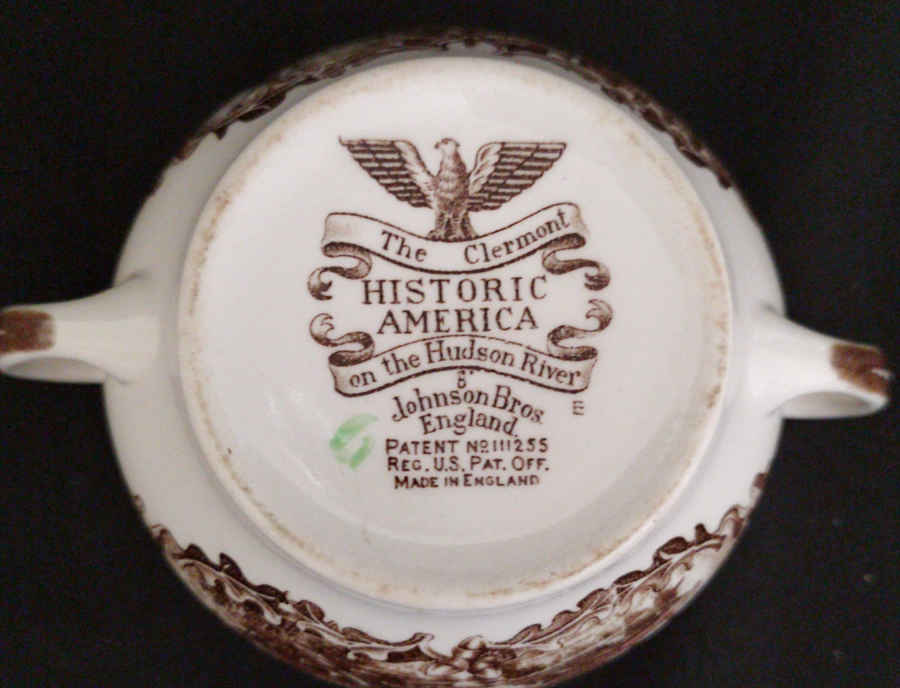 The Clermont
HISTORIC
AMERICA
on the Hudson River
BY
Johnson Bros.
England.
E
PATENT No 111255
REG. U.S. PAT. OFF.
MADE IN ENGLAND